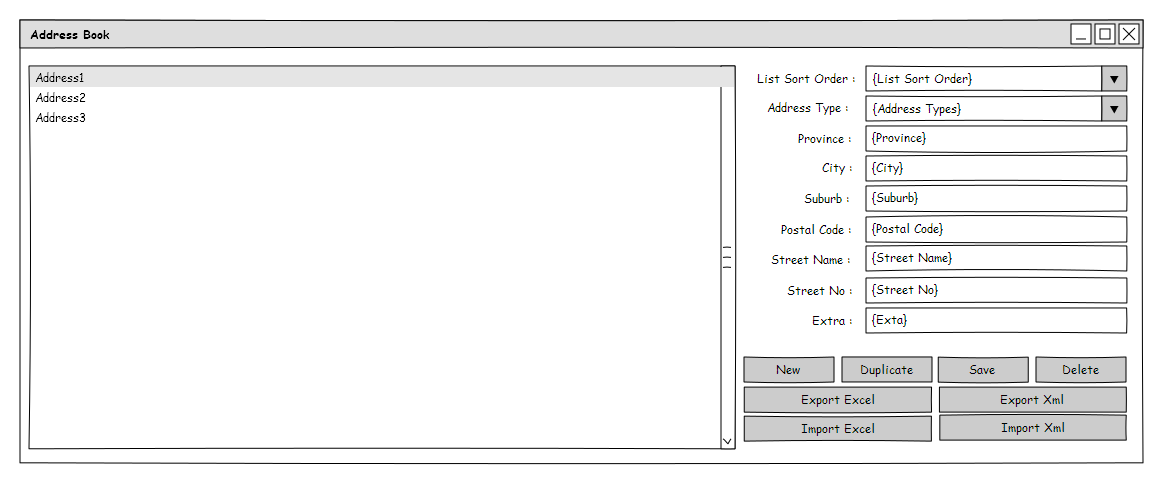 Address Book
Address1
Address2
Address3
List Sort Order : {List Sort Order}
Address Type : {Address Types}
Province : {Province}
City : {City}
Suburb : {Suburb}
Postal Code : {Postal Code}
Street Name : {Street Name}
Street No : {Street No}
Extra : {Exta}
New Duplicate Save Delete
Export Excel Export Xml
Import Excel Import Xml